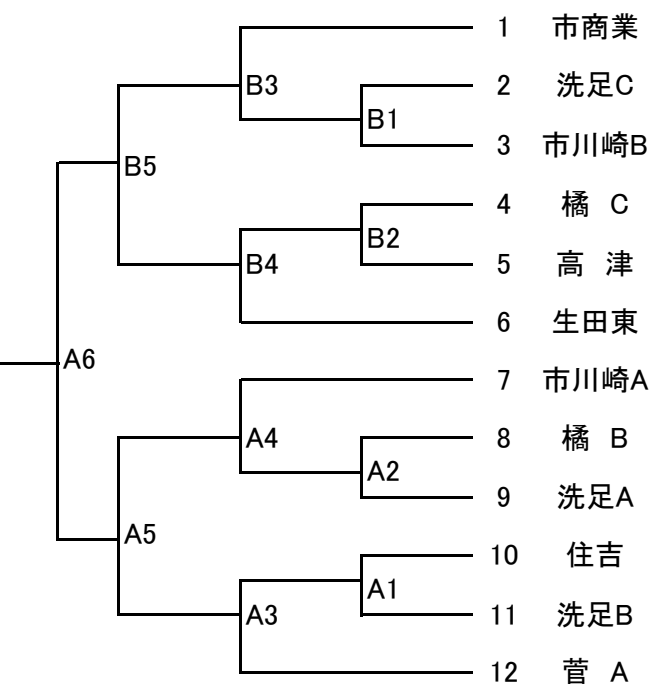 1 市商業
B3
2 洗足C
B1
3 市川崎B
B5
4 橘 C
B2
B4
5 高 津
6 生田東
A6
7 市川崎A
A4
8 橘 B
A2
9 洗足A
A5
10 住吉
A1
A3
11 洗足B
12 菅 A